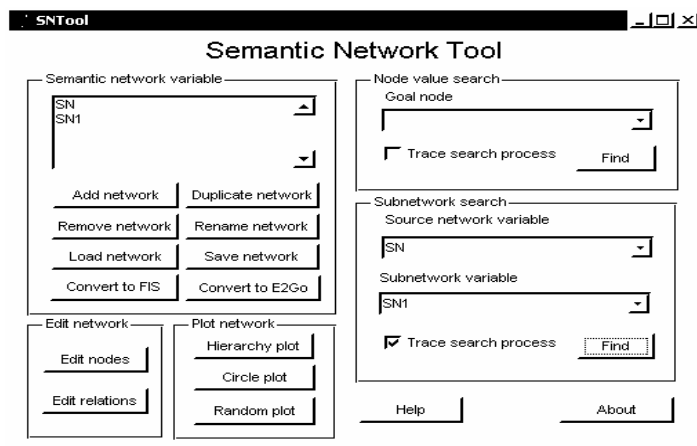 SNTool
Semantic Network Tool
Semantic network variable
SN
SN1
Add network
Duplicate network
Remove network
Rename network
Load network
Save network
Convert to FIS
Convert to E2Go
Edit network
Edit nodes
Edit relations
Plot network
Hierarchy plot
Circle plot
Random plot
Node value search
Goal node
Trace search process
Find
Subnetwork search
Source network variable
SN
Subnetwork variable
SN1
Trace search process
Find
Help
About